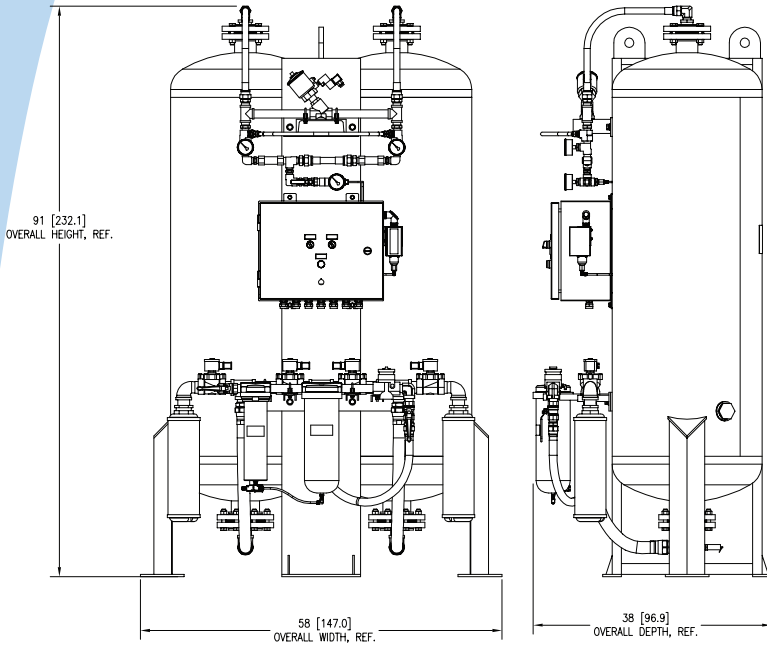 91 [232.1]
OVERALL HEIGHT, REF.
58 [147.0]
OVERALL WIDTH, REF.
38 [96.9]
OVERALL DEPTH, REF.